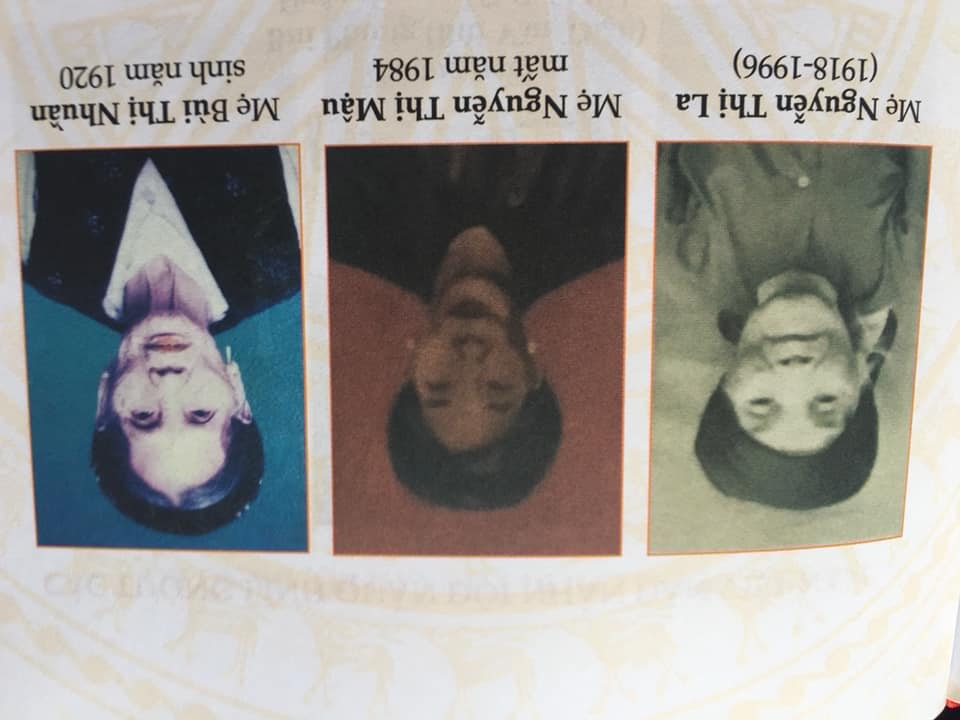 Mẹ Nguyễn Thị La
(1918-1996)
Mẹ Nguyễn Thị Mậu
mất năm 1984
Mẹ Bùi Thị Nhuần
sinh năm 1920